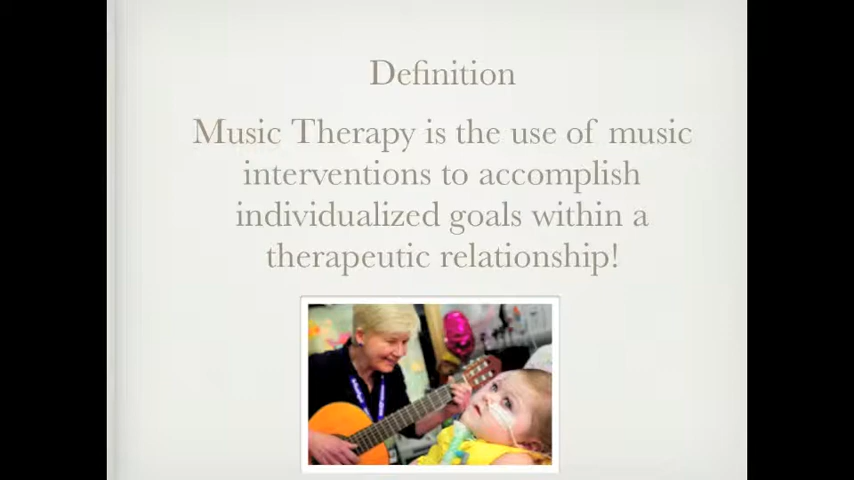 Definition
Music Therapy is the use of music
interventions to accomplish
individualized goals within a
therapeutic relationship!